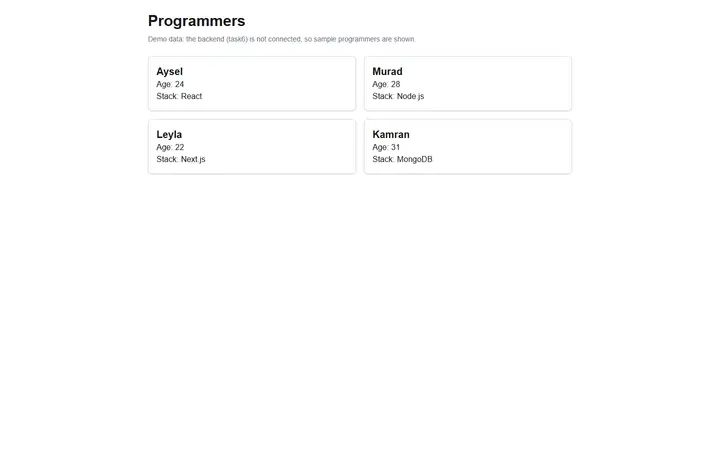 Programmers
Demo data: the backend (task6) is not connected, so sample programmers are shown.
Aysel
Age: 24
Stack: React
Murad
Age: 28
Stack: Node.js
Leyla
Age: 22
Stack: Next.js
Kamran
Age: 31
Stack: MongoDB